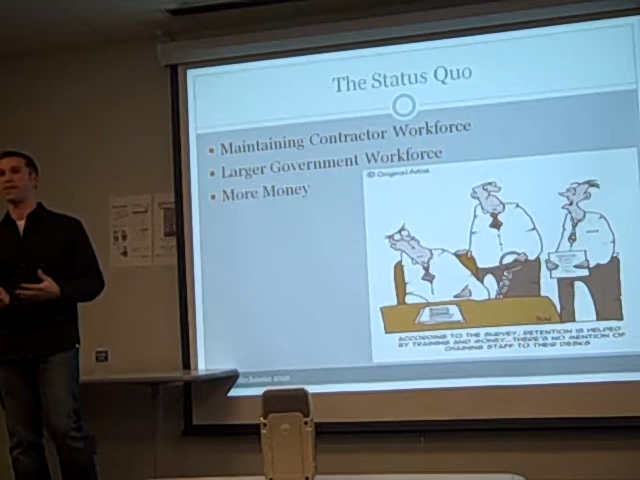 The Status Quo
Maintaining Contractor Workforce
Larger Government Workforce
More Money
© Original Artist
ACCORDING TO THE SURVEY, RETENTION IS HELPED
BY TRAINING AND MONEY...THERE'S NO MENTION OF
CHAINING STAFF TO THEIR DESKS